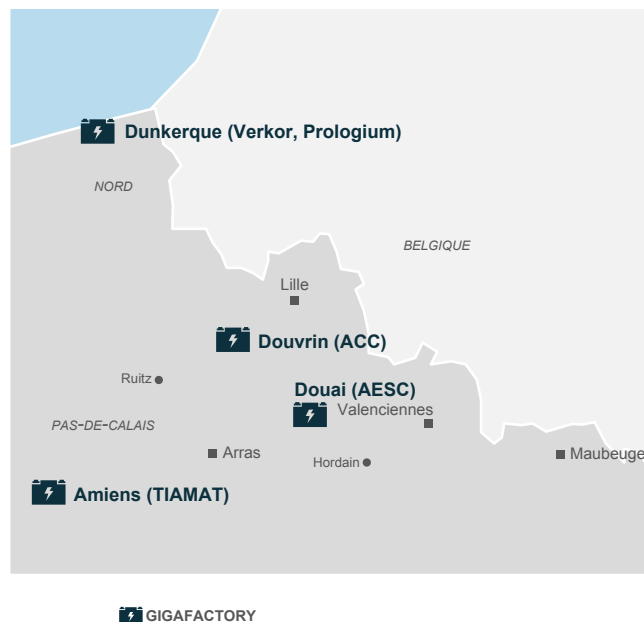 Dunkerque (Verkor, Prologium)
NORD
BELGIQUE
Lille
Douvrin (ACC)
Ruitz
Douai (AESC)
Valenciennes
PAS-DE-CALAIS
Arras
Hordain
Maubeuge
Amiens (TIAMAT)
GIGAFACTORY